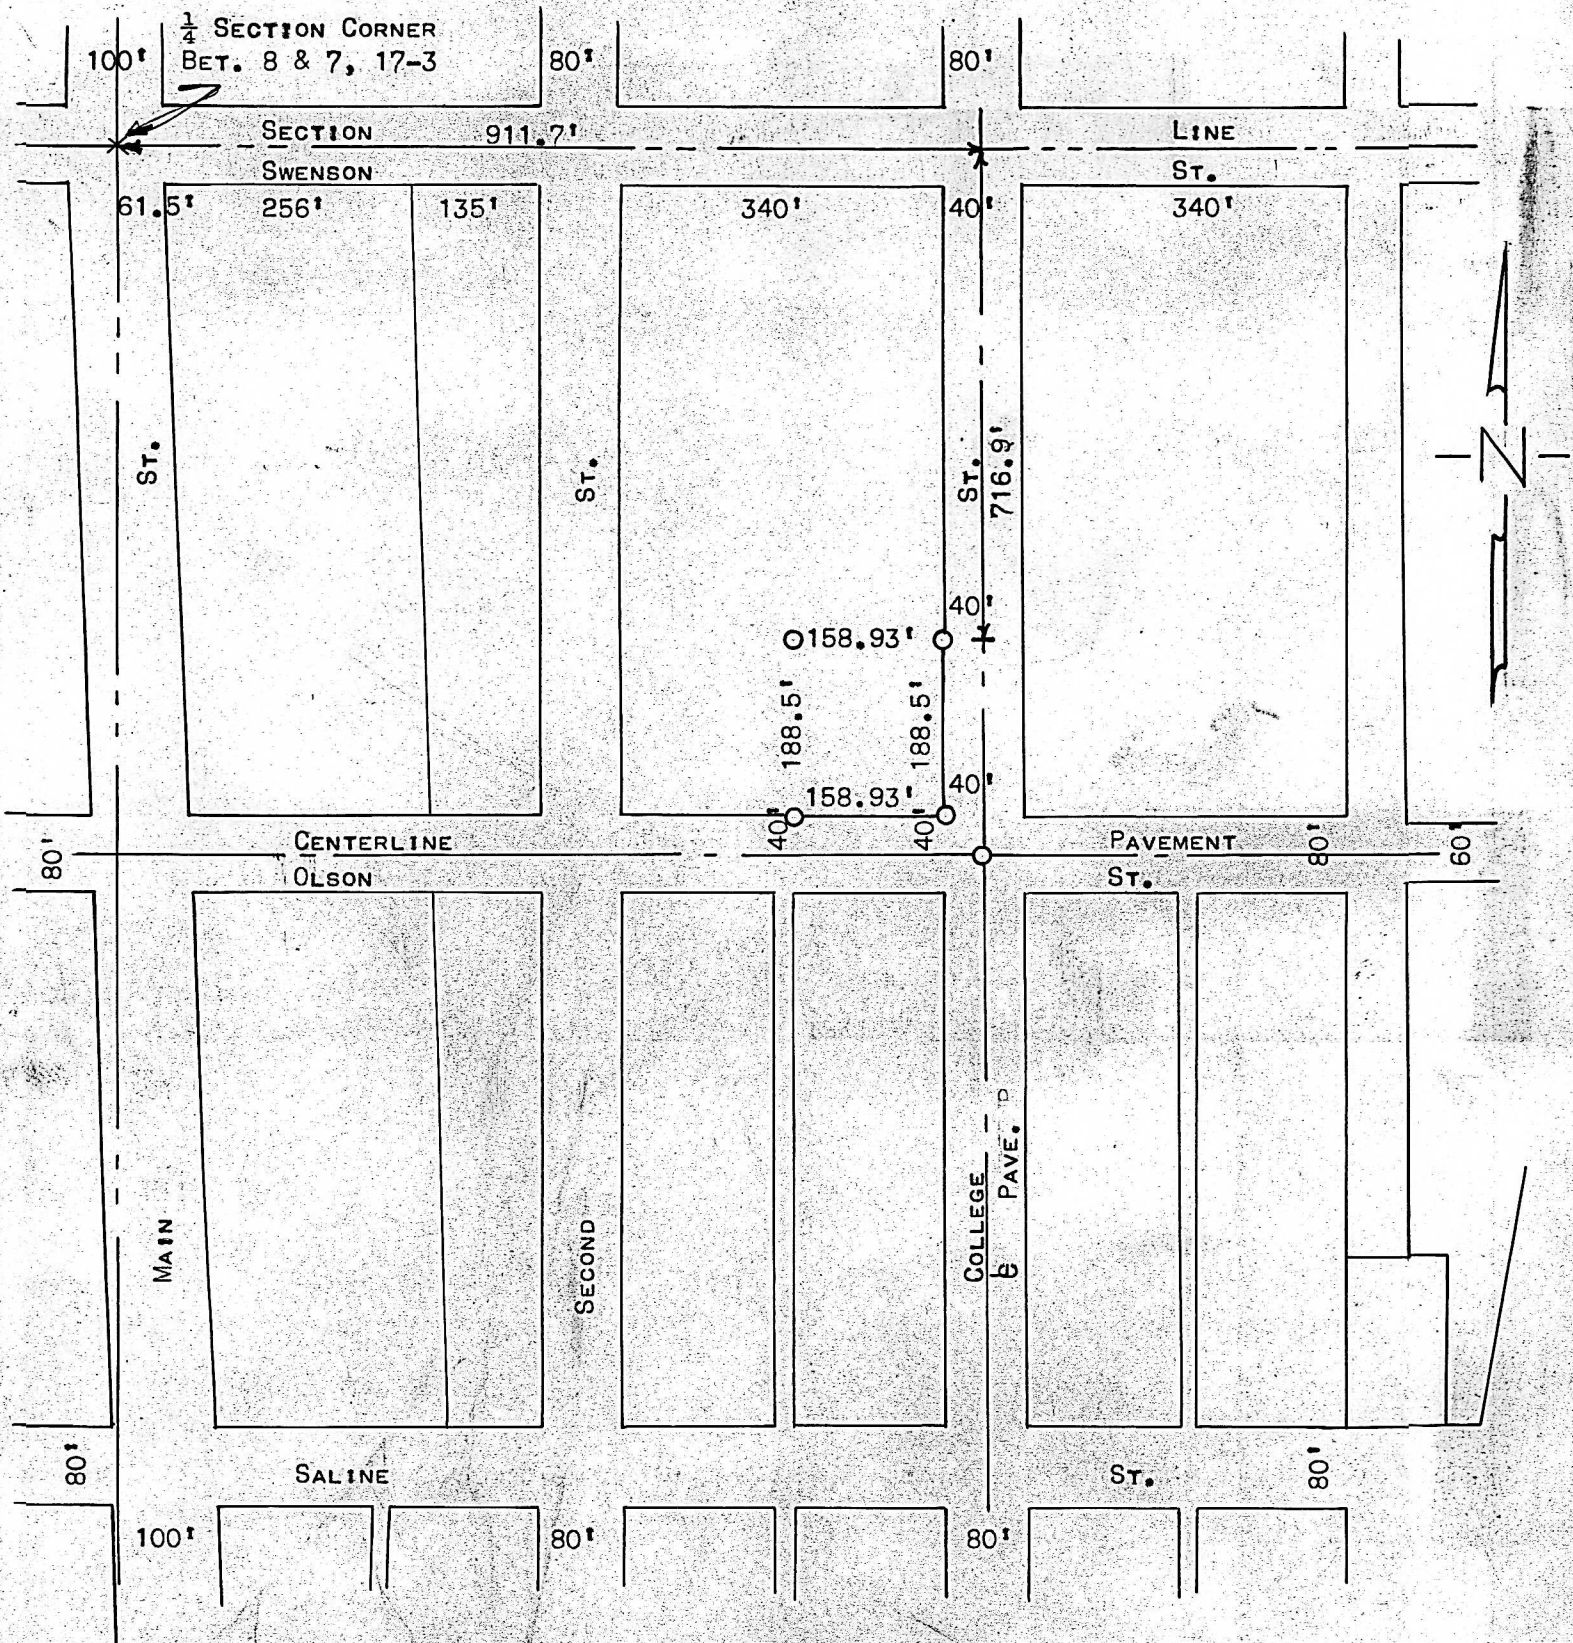 1/4 SECTION CORNER
BET. 8 & 7, 17-3
100'
80'
80'
SECTION 911.7' LINE
SWENSON ST.
61.5' 256' 135' 340' 40' 340'
ST.
ST.
ST.
716.9'
N
40'
158.93'
188.5'
188.5'
40'
158.93'
40'
40'
CENTERLINE PAVEMENT
80'
80'
60'
OLSON ST.
MAIN
SECOND
COLLEGE
℄ PAVE.
SALINE ST.
80'
80'
100'
80'
80'